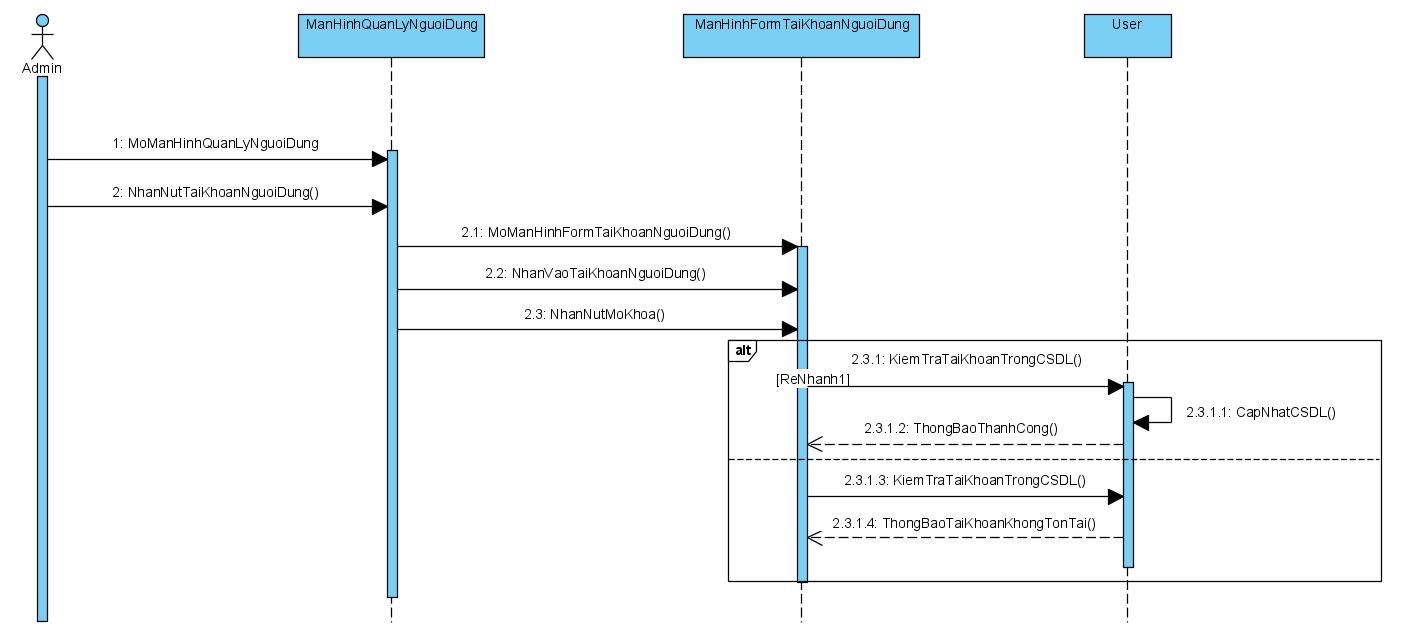 ManHinhQuanLyNguoiDung
ManHinhFormTaiKhoanNguoiDung
User
Admin
1: MoManHinhQuanLyNguoiDung
2: NhanNutTaiKhoanNguoiDung()
2.1: MoManHinhFormTaiKhoanNguoiDung()
2.2: NhanVaoTaiKhoanNguoiDung()
2.3: NhanNutMoKhoa()
alt
2.3.1: KiemTraTaiKhoanTrongCSDL()
[ReNhanh1]
2.3.1.1: CapNhatCSDL()
2.3.1.2: ThongBaoThanhCong()
2.3.1.3: KiemTraTaiKhoanTrongCSDL()
2.3.1.4: ThongBaoTaiKhoanKhongTonTai()